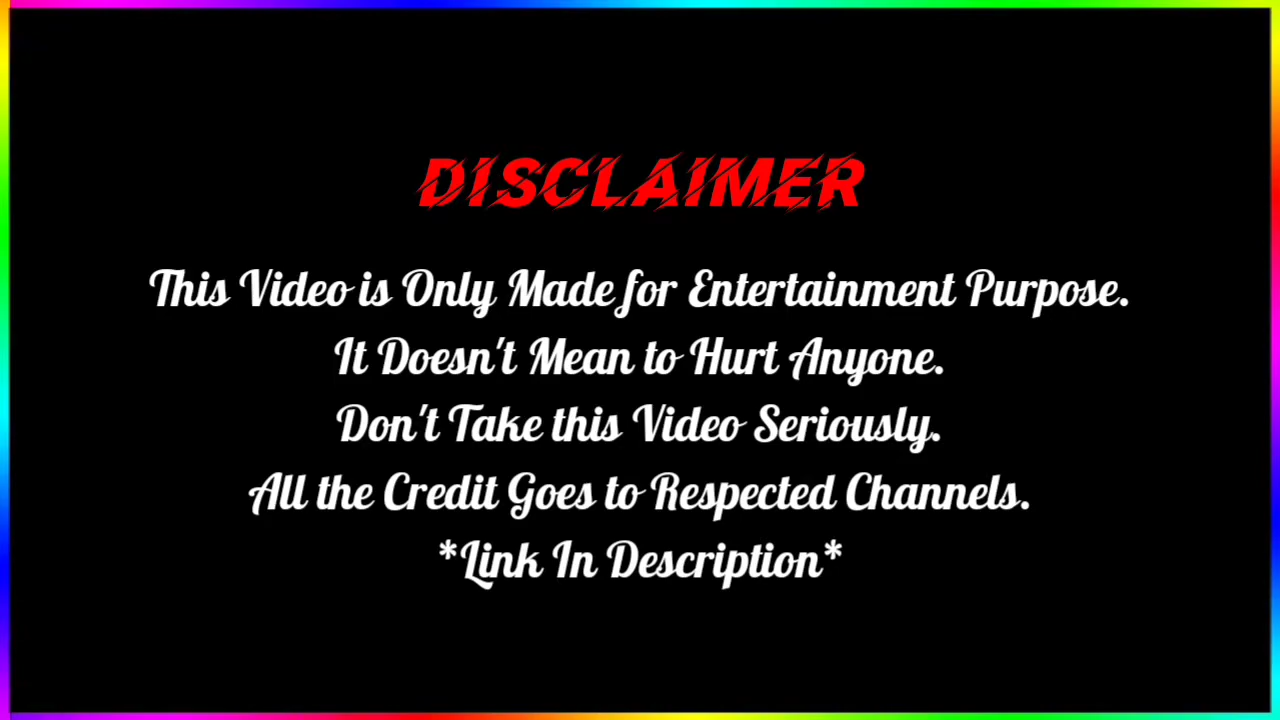 DISCLAIMER
This Video is Only Made for Entertainment Purpose.
It Doesn't Mean to Hurt Anyone.
Don't Take this Video Seriously.
All the Credit Goes to Respected Channels.
*Link In Description*